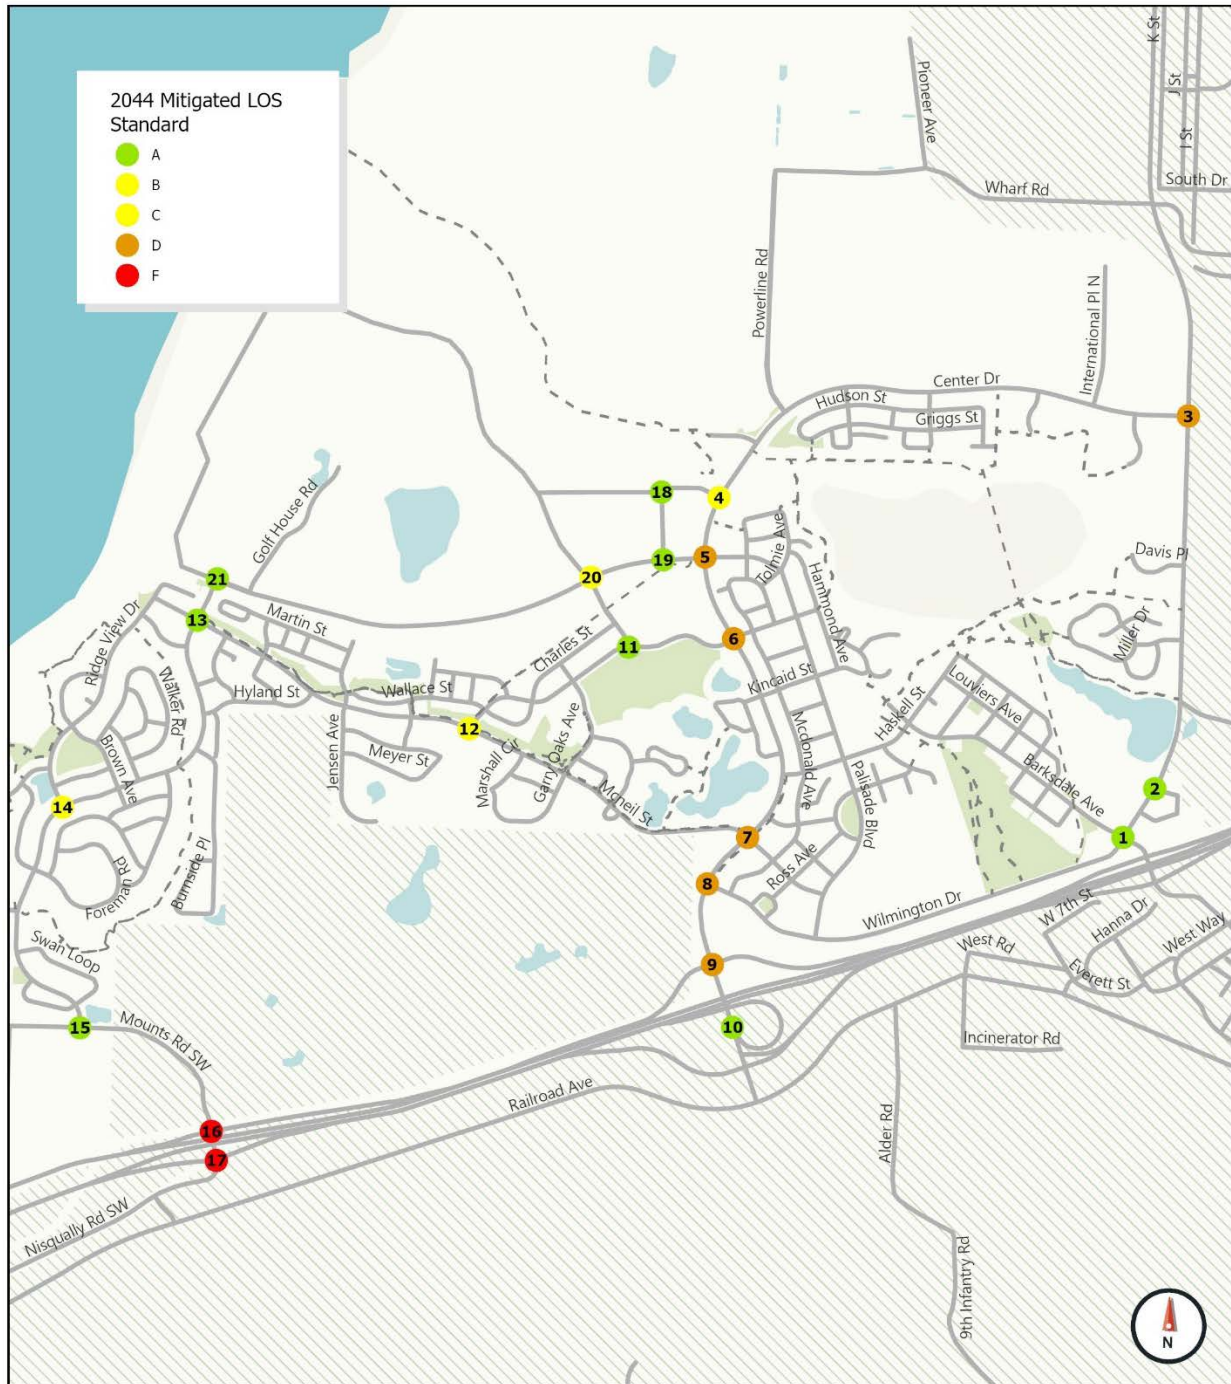 2044 Mitigated LOS
Standard
A
B
C
D
F
K St
J St
I St
South Dr
Pioneer Ave
Wharf Rd
Powerline Rd
International Pl N
Center Dr
Hudson St
Griggs St
3
18
4
Golf House Rd
Tolmie Ave
Davis Pl
19
5
20
21
Hammond Ave
13
Martin St
Ridge View Dr
Charles St
6
11
Miller Dr
Walker Rd
Hyland St
Wallace St
Kincaid St
Louviers Ave
Haskell St
12
Jensen Ave
Meyer St
Marshall Cir
Garry Oaks Ave
Mcdonald Ave
Brown Ave
Barksdale Ave
2
14
Mcneil St
Palisade Blvd
7
1
Burnside Pl
Foreman Rd
8
Ross Ave
Wilmington Dr
W 7th St
Hanna Dr
West Way
Swan Loop
9
West Rd
Everett St
15
Mounts Rd SW
10
Incinerator Rd
Railroad Ave
16
17
Alder Rd
Nisqually Rd SW
9th Infantry Rd
N